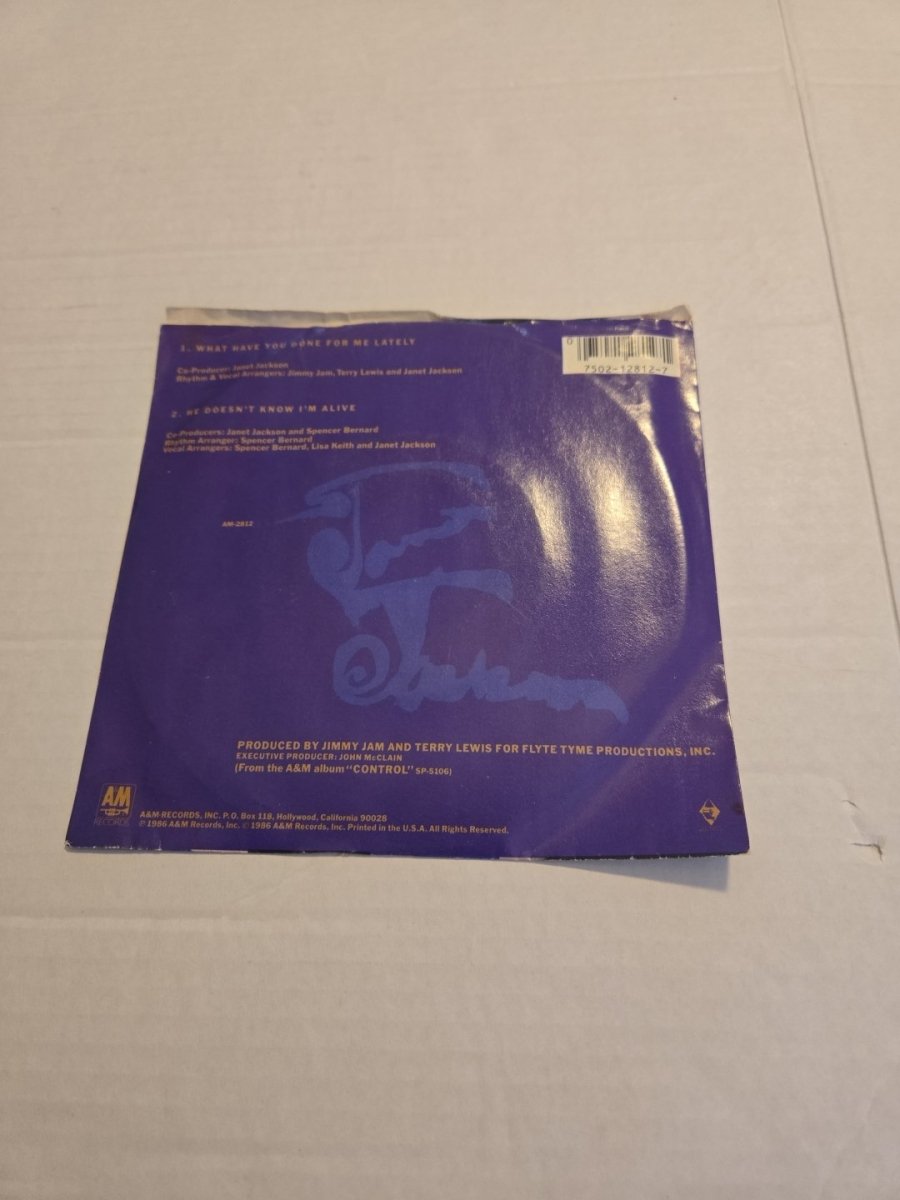 1. WHAT HAVE YOU DONE FOR ME LATELY
Co-Producer: Janet Jackson
Rhythm & Vocal Arrangers: Jimmy Jam, Terry Lewis and Janet Jackson
0
7502-12812-7
2. HE DOESN'T KNOW I'M ALIVE
Co-Producers: Janet Jackson and Spencer Bernard
Rhythm Arranger: Spencer Bernard
Vocal Arrangers: Spencer Bernard, Lisa Keith and Janet Jackson
AM-2812
Janet
Jackson
PRODUCED BY JIMMY JAM AND TERRY LEWIS FOR FLYTE TYME PRODUCTIONS, INC.
EXECUTIVE PRODUCER: JOHN McCLAIN
(From the A&M album "CONTROL" SP-5106)
AM
RECORDS
A&M RECORDS, INC. P.O. Box 118, Hollywood, California 90028
℗ 1986 A&M Records, Inc. © 1986 A&M Records, Inc. Printed in the U.S.A. All Rights Reserved.